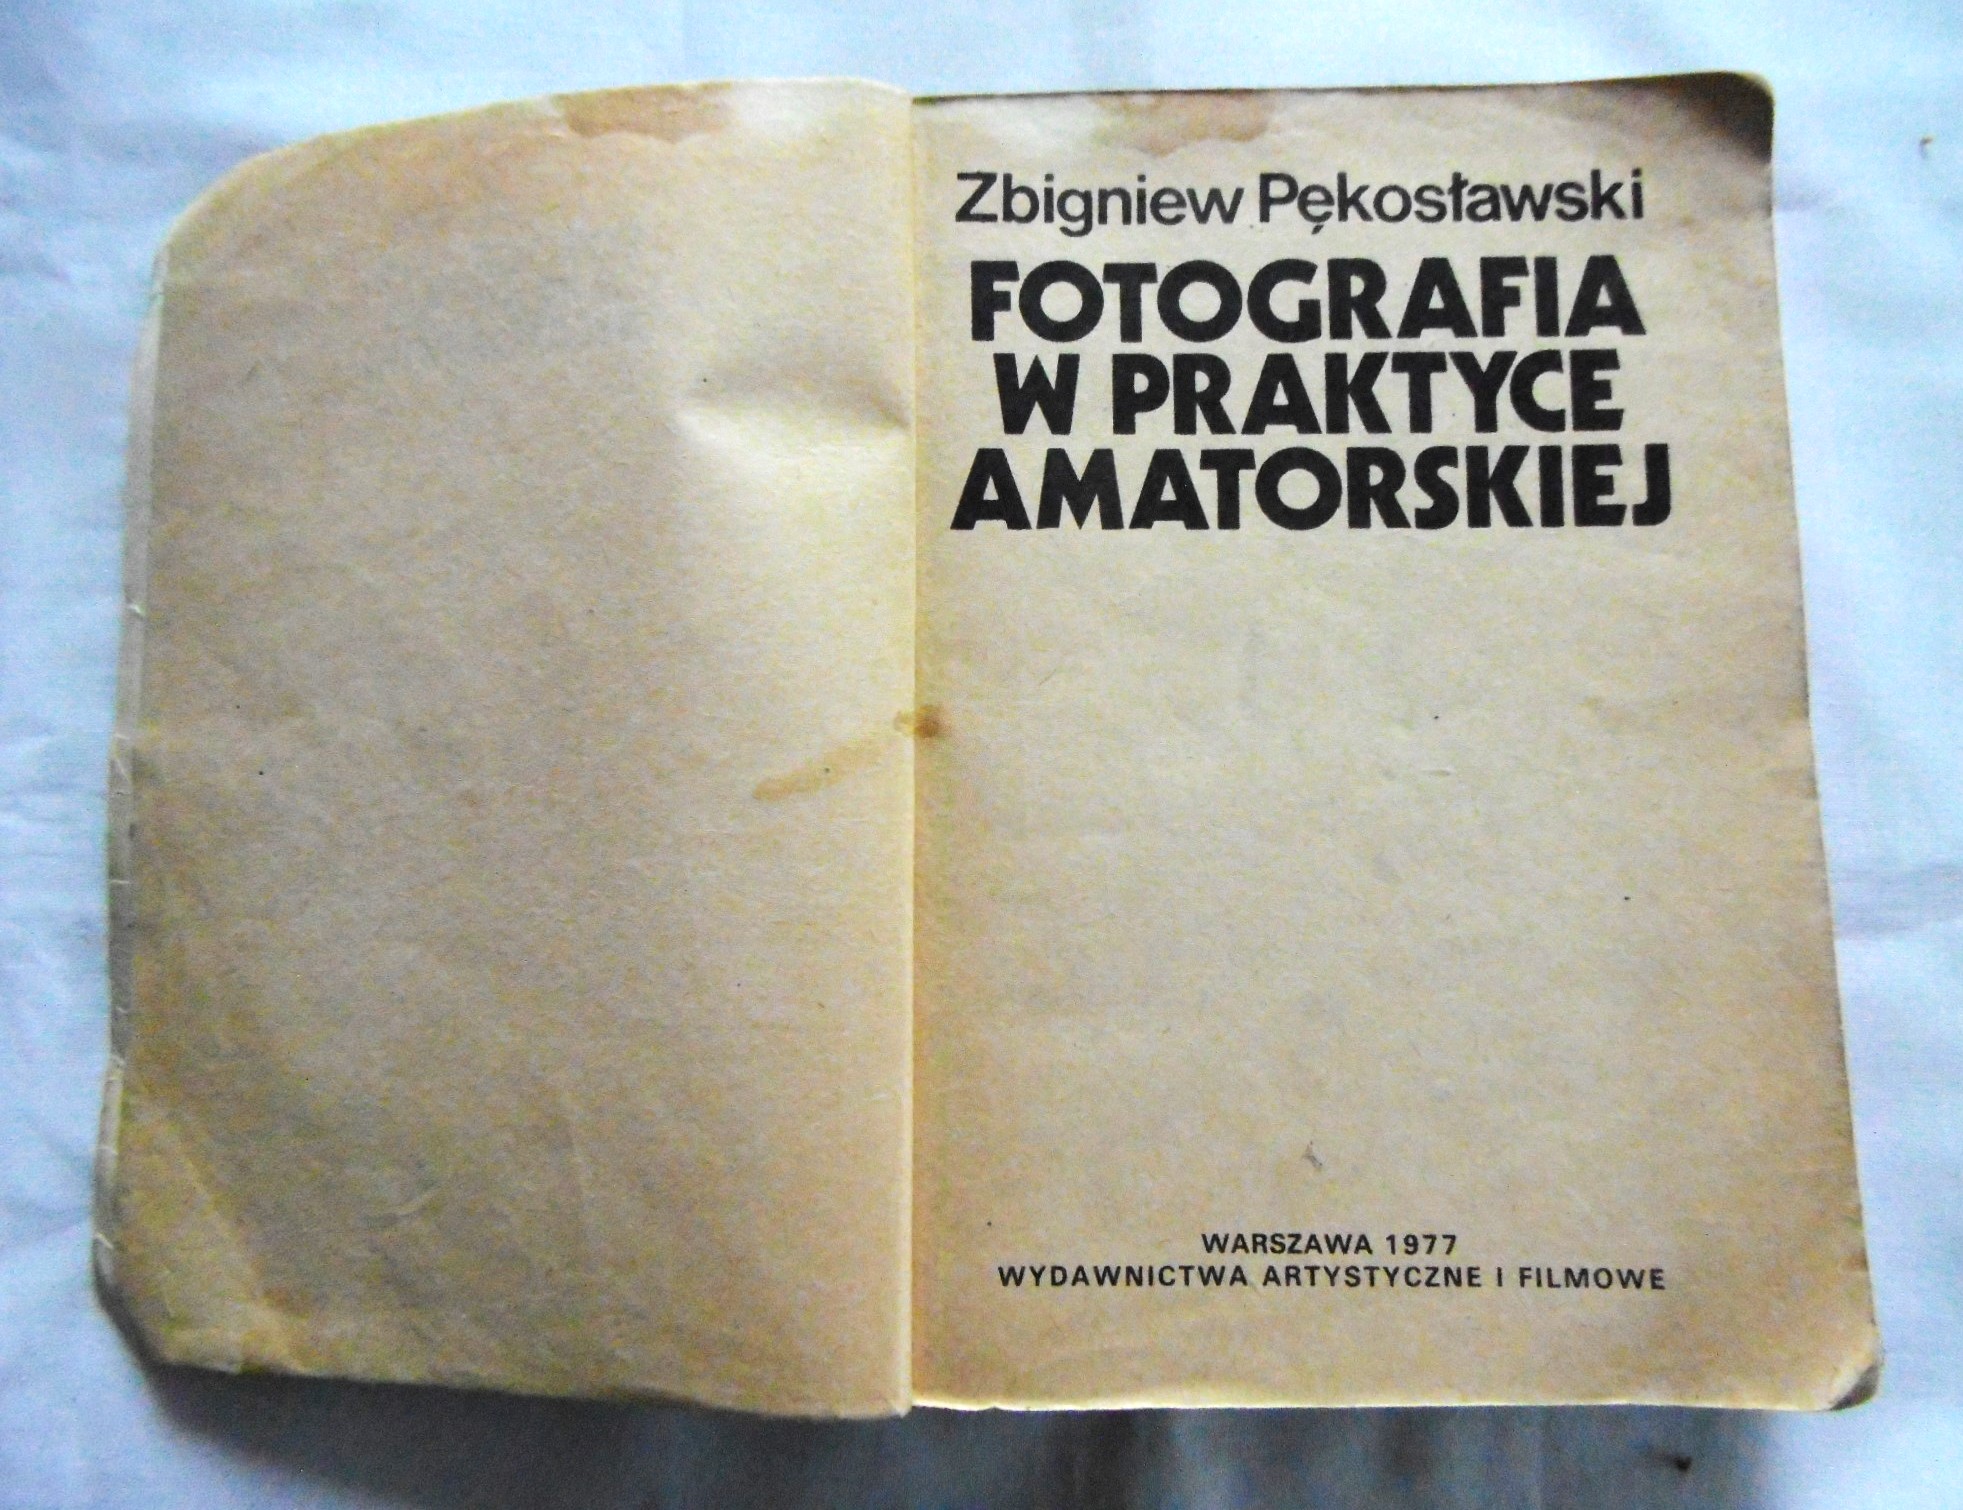 Zbigniew Pękosławski
FOTOGRAFIA
W PRAKTYCE
AMATORSKIEJ
WARSZAWA 1977
WYDAWNICTWA ARTYSTYCZNE I FILMOWE